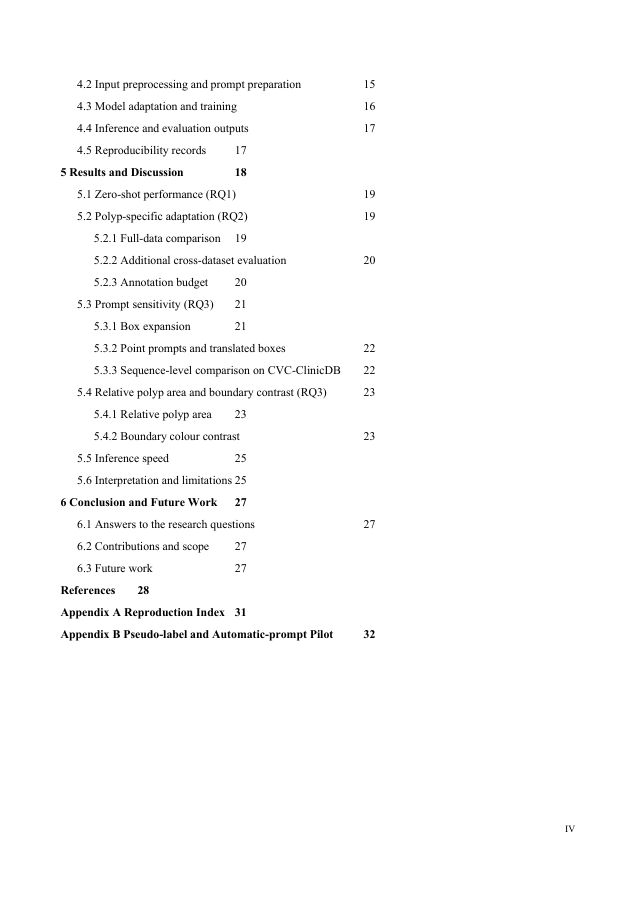 4.2 Input preprocessing and prompt preparation 15
4.3 Model adaptation and training 16
4.4 Inference and evaluation outputs 17
4.5 Reproducibility records 17
5 Results and Discussion 18
5.1 Zero-shot performance (RQ1) 19
5.2 Polyp-specific adaptation (RQ2) 19
5.2.1 Full-data comparison 19
5.2.2 Additional cross-dataset evaluation 20
5.2.3 Annotation budget 20
5.3 Prompt sensitivity (RQ3) 21
5.3.1 Box expansion 21
5.3.2 Point prompts and translated boxes 22
5.3.3 Sequence-level comparison on CVC-ClinicDB 22
5.4 Relative polyp area and boundary contrast (RQ3) 23
5.4.1 Relative polyp area 23
5.4.2 Boundary colour contrast 23
5.5 Inference speed 25
5.6 Interpretation and limitations 25
6 Conclusion and Future Work 27
6.1 Answers to the research questions 27
6.2 Contributions and scope 27
6.3 Future work 27
References 28
Appendix A Reproduction Index 31
Appendix B Pseudo-label and Automatic-prompt Pilot 32
IV